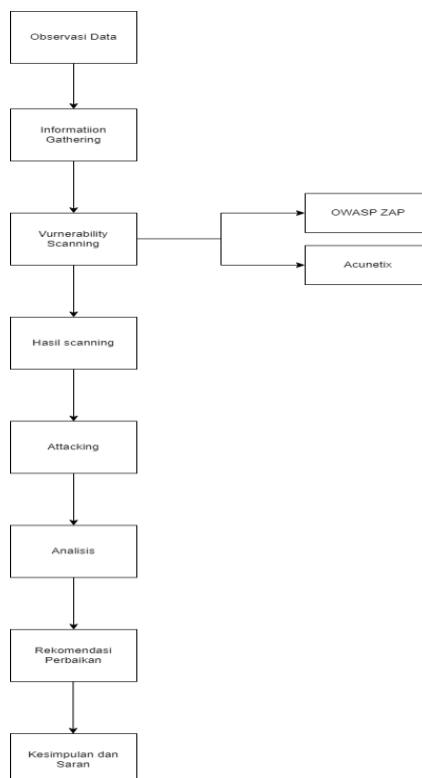 Observasi Data
Informatiion
Gathering
Vurnerability
Scanning
OWASP ZAP
Acunetix
Hasil scanning
Attacking
Analisis
Rekomendasi
Perbaikan
Kesimpulan dan
Saran